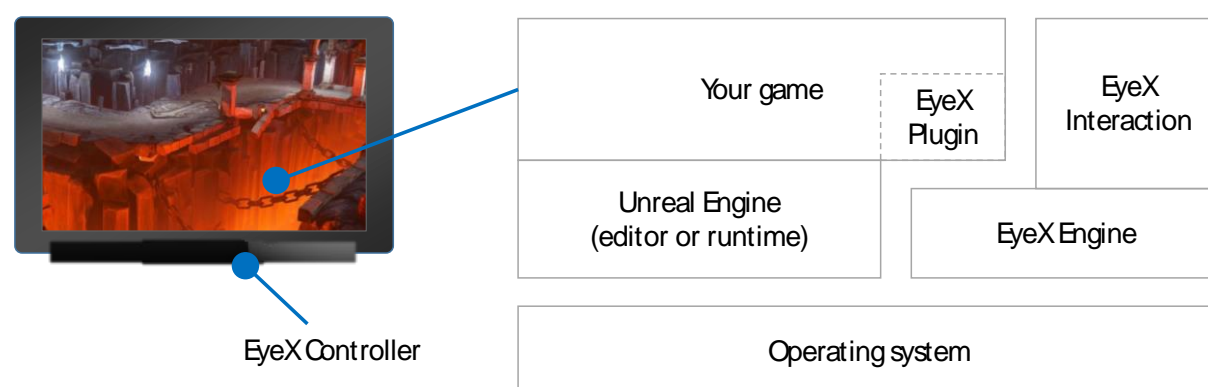 Your game
EyeX
Plugin
EyeX
Interaction
Unreal Engine
(editor or runtime)
EyeX Engine
EyeX Controller
Operating system